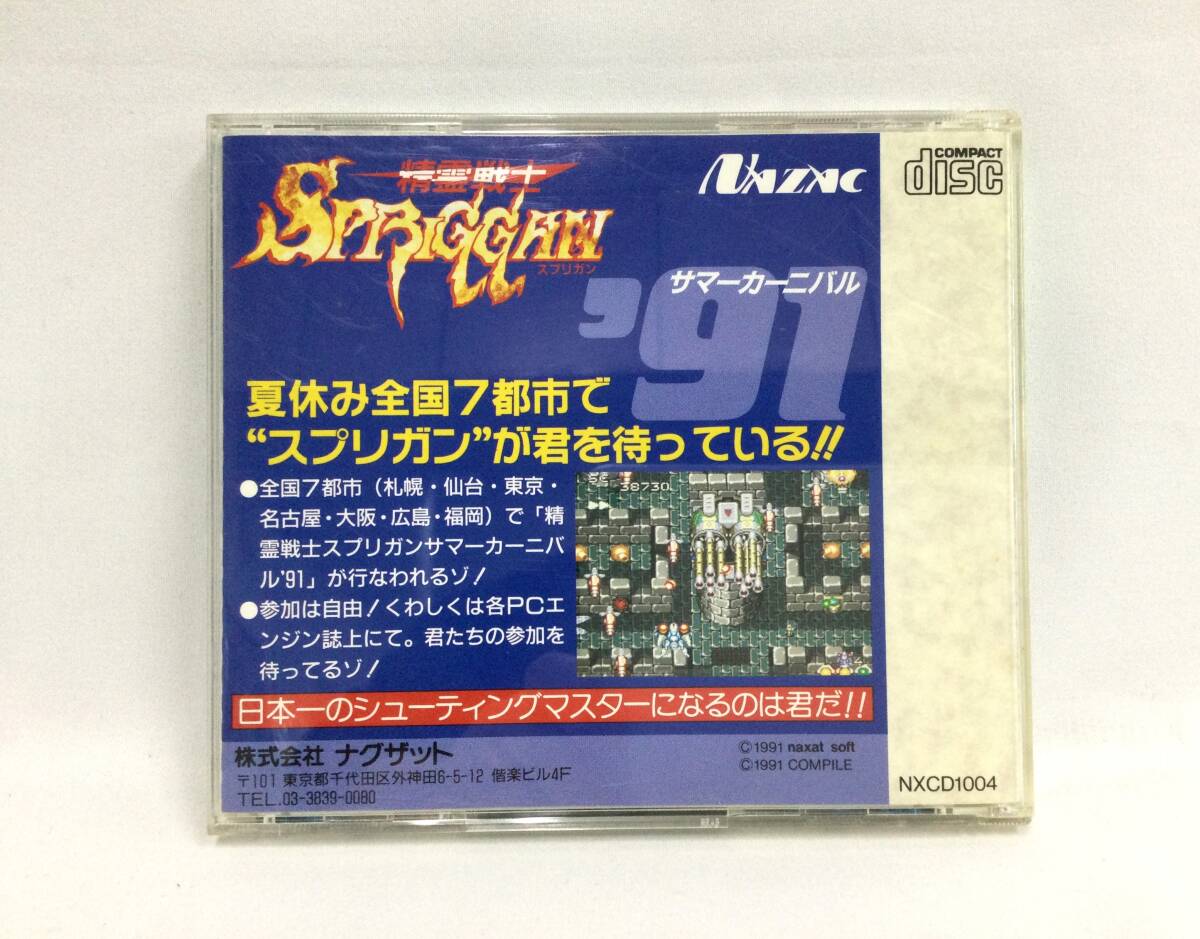 精霊戦士
SPRIGGAN
スプリガン
NAZAC
COMPACT
disc
'91
サマーカーニバル
夏休み全国7都市で
“スプリガン”が君を待っている!!
●全国7都市（札幌・仙台・東京・
名古屋・大阪・広島・福岡）で「精
霊戦士スプリガンサマーカーニバ
ル'91」が行なわれるゾ！
●参加は自由！くわしくは各PCエ
ンジン誌上にて。君たちの参加を
待ってるゾ！
SC 38730
日本一のシューティングマスターになるのは君だ!!
株式会社 ナグザット
〒101 東京都千代田区外神田6-5-12 偕楽ビル4F
TEL.03-3839-0080
©1991 naxat soft
©1991 COMPILE
NXCD1004